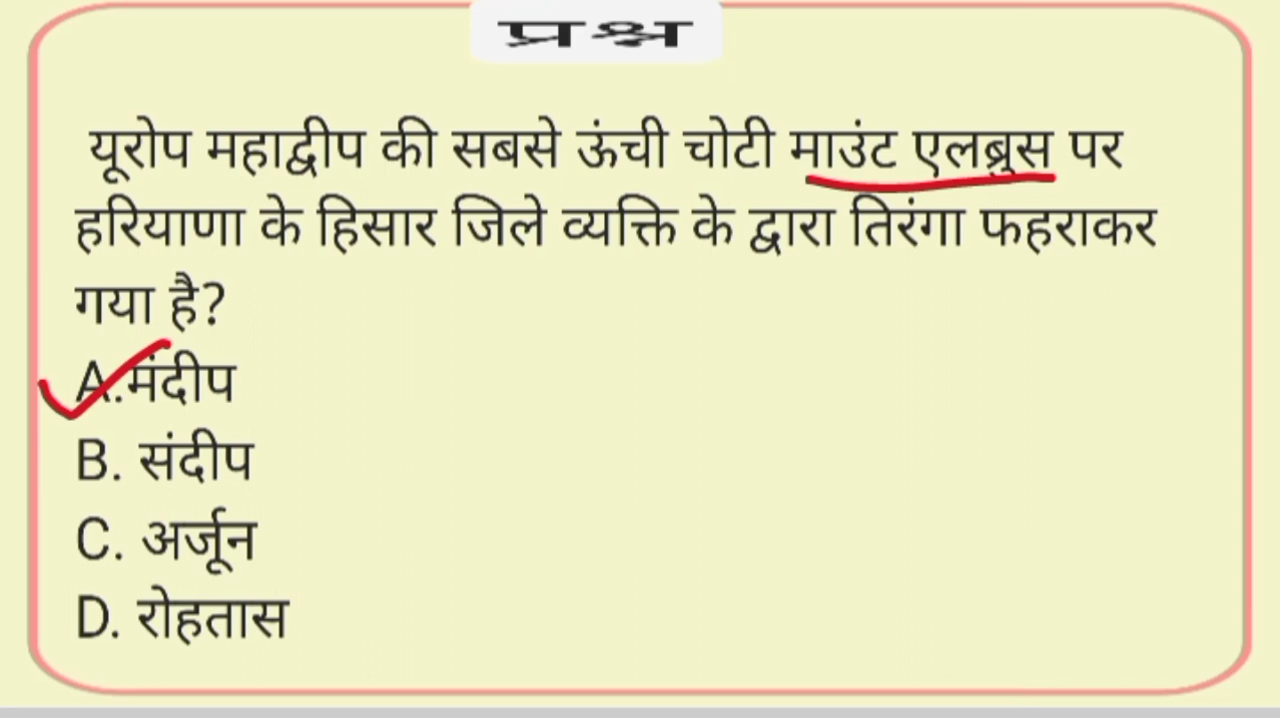 प्रश्न
यूरोप महाद्वीप की सबसे ऊंची चोटी माउंट एलब्रुस पर
हरियाणा के हिसार जिले व्यक्ति के द्वारा तिरंगा फहराकर
गया है?
A.मंदीप
B. संदीप
C. अर्जून
D. रोहतास